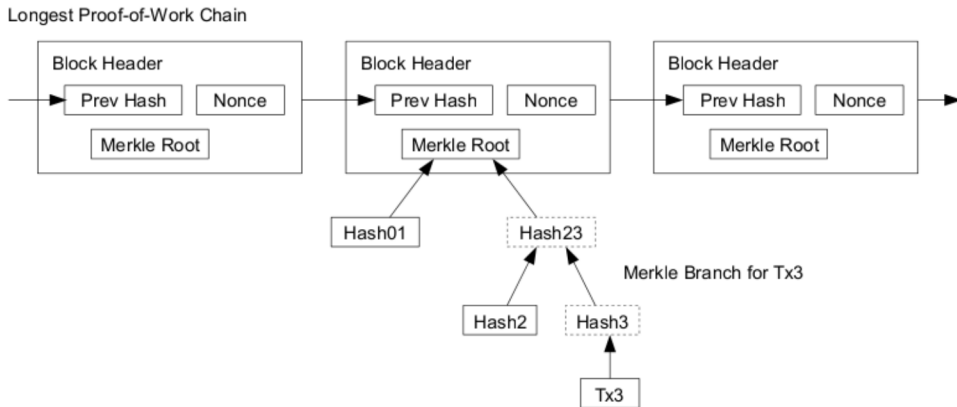 Longest Proof-of-Work Chain
Block Header
Prev Hash
Nonce
Merkle Root
Block Header
Prev Hash
Nonce
Merkle Root
Block Header
Prev Hash
Nonce
Merkle Root
Hash01
Hash23
Merkle Branch for Tx3
Hash2
Hash3
Tx3